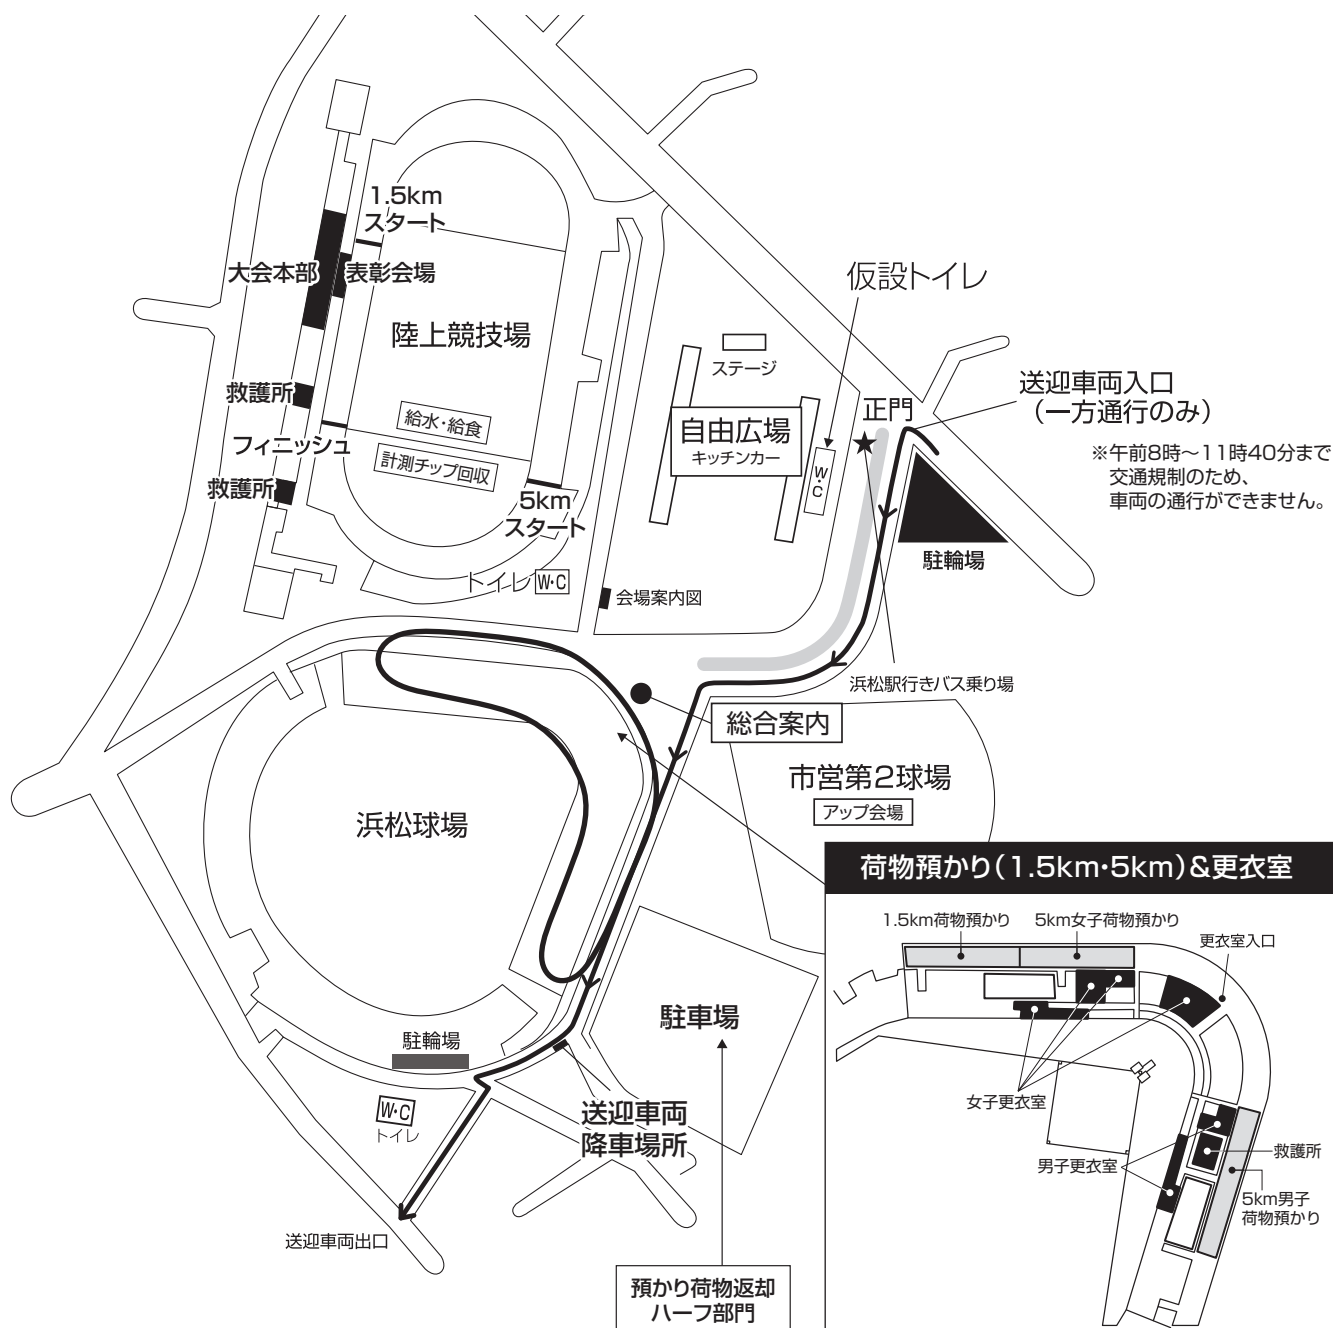 1.5km
スタート
大会本部
表彰会場
陸上競技場
救護所
給水・給食
フィニッシュ
計測チップ回収
救護所
5km
スタート
トイレ
W・C
会場案内図
ステージ
自由広場
キッチンカー
仮設トイレ
W・C
正門
送迎車両入口
（一方通行のみ）
※午前8時〜11時40分まで
交通規制のため、
車両の通行ができません。
駐輪場
浜松駅行きバス乗り場
総合案内
市営第2球場
アップ会場
浜松球場
駐車場
駐輪場
W・C
トイレ
送迎車両
降車場所
送迎車両出口
預かり荷物返却
ハーフ部門
荷物預かり（1.5km・5km）＆更衣室
1.5km荷物預かり
5km女子荷物預かり
更衣室入口
女子更衣室
男子更衣室
救護所
5km男子
荷物預かり